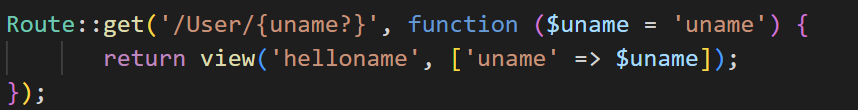 Route::get('/User/{uname?}', function ($uname = 'uname') {
        return view('helloname', ['uname' => $uname]);
});